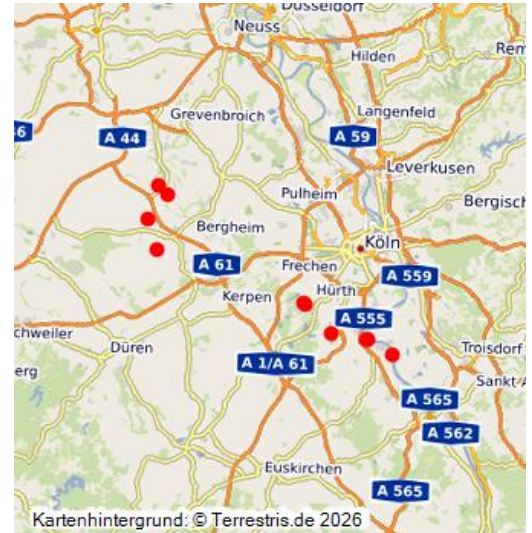 Düsseldorf
Neuss
Hilden
Grevenbroich
Langenfeld
A 44
A 59
Leverkusen
Pulheim
Bergisch
Bergheim
Köln
A 61
Frechen
A 559
Kerpen
Hürth
A 555
Düren
Troisdorf
A 1/A 61
Sankt A
A 565
A 562
Euskirchen
A 565
Kartenhintergrund: © Terrestris.de 2026